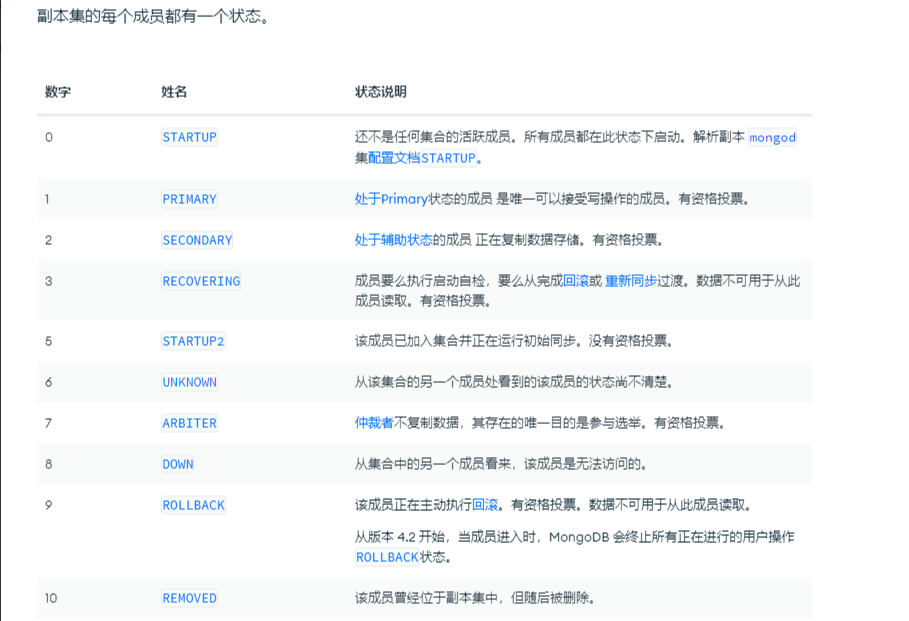 副本集的每个成员都有一个状态。
数字 姓名 状态说明
0 STARTUP 还不是任何集合的活跃成员。所有成员都在此状态下启动。解析副本 mongod
集配置文档STARTUP。
1 PRIMARY 处于Primary状态的成员 是唯一可以接受写操作的成员。有资格投票。
2 SECONDARY 处于辅助状态的成员 正在复制数据存储。有资格投票。
3 RECOVERING 成员要么执行启动自检，要么从完成回滚或 重新同步过渡。数据不可用于从此
成员读取。有资格投票。
5 STARTUP2 该成员已加入集合并正在运行初始同步。没有资格投票。
6 UNKNOWN 从该集合的另一个成员处看到的该成员的状态尚不清楚。
7 ARBITER 仲裁者不复制数据，其存在的唯一目的是参与选举。有资格投票。
8 DOWN 从集合中的另一个成员看来，该成员是无法访问的。
9 ROLLBACK 该成员正在主动执行回滚。有资格投票。数据不可用于从此成员读取。
从版本 4.2 开始，当成员进入时，MongoDB 会终止所有正在进行的用户操作
ROLLBACK状态。
10 REMOVED 该成员曾经位于副本集中，但随后被删除。